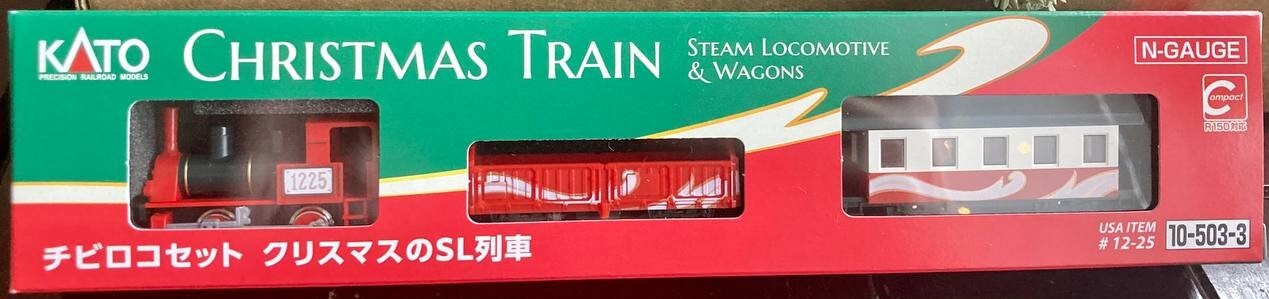 KATO
PRECISION RAILROAD MODELS
CHRISTMAS TRAIN
STEAM LOCOMOTIVE
& WAGONS
N-GAUGE
Compact
R150対応
1225
チビロコセット クリスマスのSL列車
USA ITEM
# 12-25
10-503-3